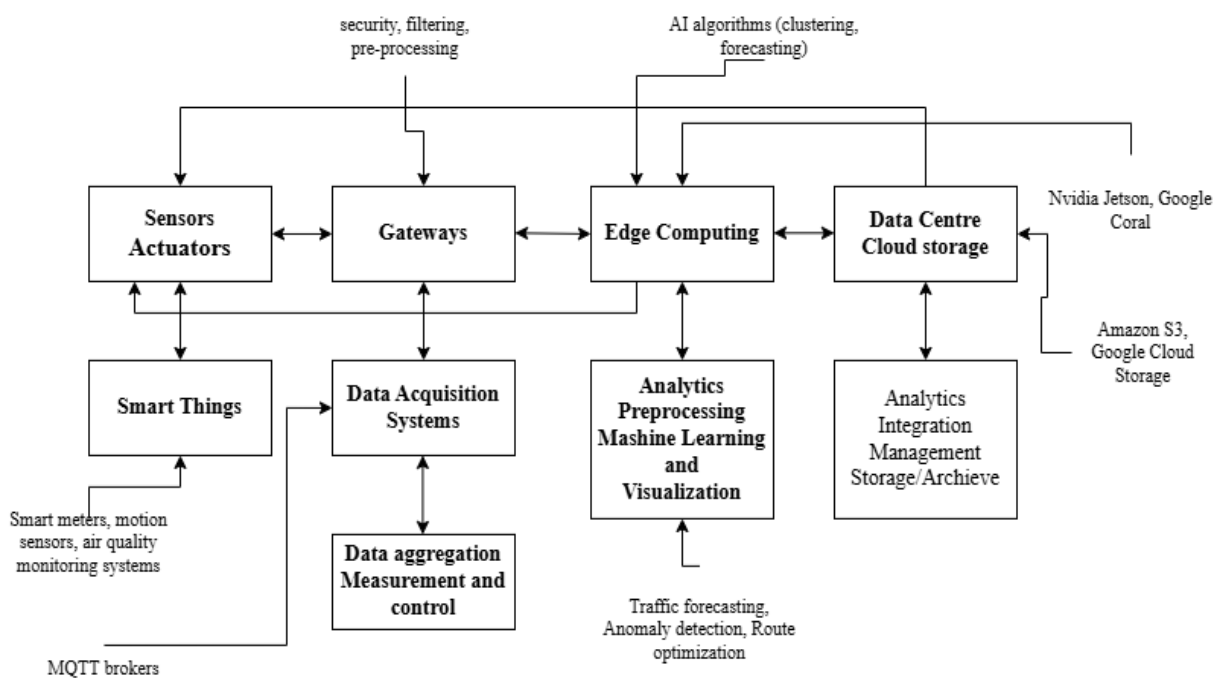 security, filtering,
pre-processing
AI algorithms (clustering,
forecasting)
Sensors
Actuators
Gateways
Edge Computing
Data Centre
Cloud storage
Nvidia Jetson, Google
Coral
Amazon S3,
Google Cloud
Storage
Smart Things
Data Acquisition
Systems
Analytics
Preprocessing
Mashine Learning
and
Visualization
Analytics
Integration
Management
Storage/Archieve
Smart meters, motion
sensors, air quality
monitoring systems
Data aggregation
Measurement and
control
Traffic forecasting,
Anomaly detection, Route
optimization
MQTT brokers